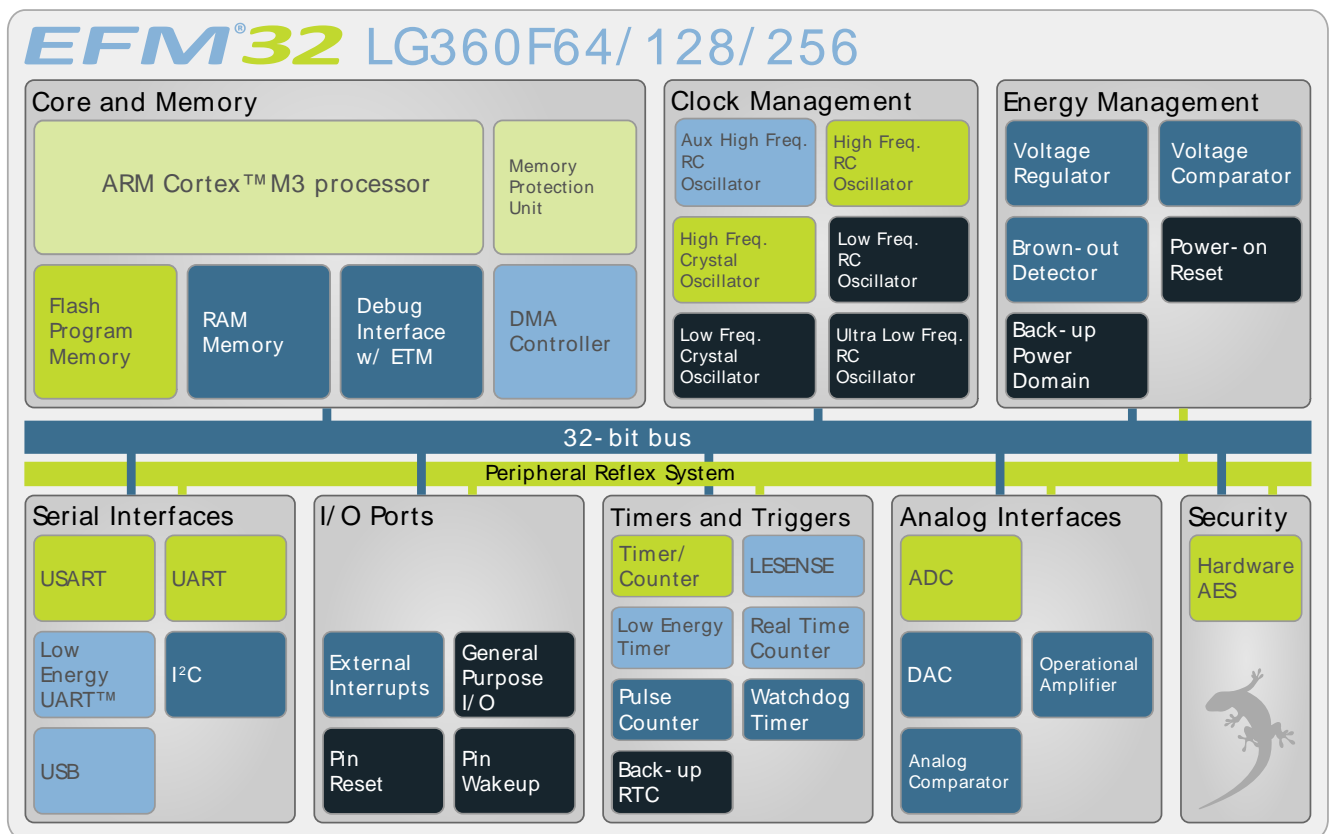 EFM®32 LG360F64/128/256
Core and Memory
ARM Cortex™ M3 processor
Memory
Protection
Unit
Flash
Program
Memory
RAM
Memory
Debug
Interface
w/ ETM
DMA
Controller
Clock Management
Aux High Freq.
RC
Oscillator
High Freq.
RC
Oscillator
High Freq.
Crystal
Oscillator
Low Freq.
RC
Oscillator
Low Freq.
Crystal
Oscillator
Ultra Low Freq.
RC
Oscillator
Energy Management
Voltage
Regulator
Voltage
Comparator
Brown-out
Detector
Power-on
Reset
Back-up
Power
Domain
32-bit bus
Peripheral Reflex System
Serial Interfaces
USART
UART
Low
Energy
UART™
I²C
USB
I/O Ports
External
Interrupts
General
Purpose
I/O
Pin
Reset
Pin
Wakeup
Timers and Triggers
Timer/
Counter
LESENSE
Low Energy
Timer
Real Time
Counter
Pulse
Counter
Watchdog
Timer
Back-up
RTC
Analog Interfaces
ADC
DAC
Operational
Amplifier
Analog
Comparator
Security
Hardware
AES